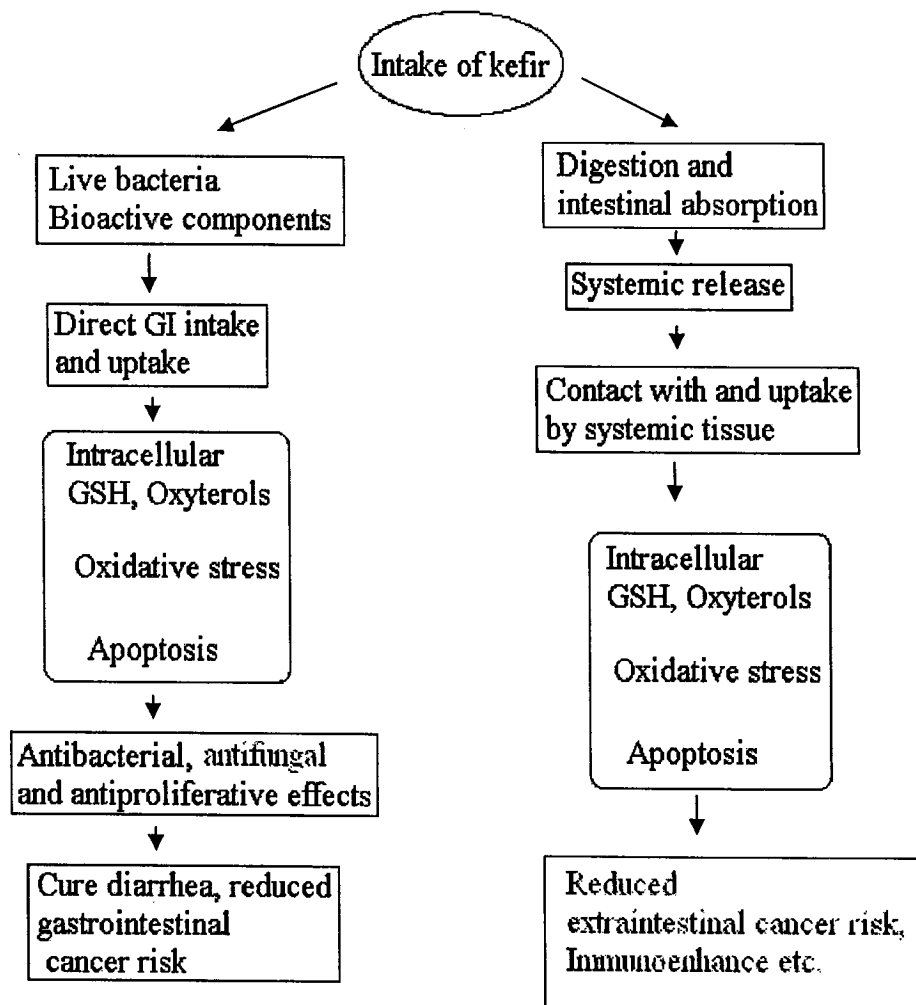 Intake of kefir
Live bacteria
Bioactive components
Direct GI intake
and uptake
Intracellular
GSH, Oxyterols
Oxidative stress
Apoptosis
Antibacterial, antifungal
and antiproliferative effects
Cure diarrhea, reduced
gastrointestinal
cancer risk
Digestion and
intestinal absorption
Systemic release
Contact with and uptake
by systemic tissue
Intracellular
GSH, Oxyterols
Oxidative stress
Apoptosis
Reduced
extraintestinal cancer risk,
Immunoenhance etc.